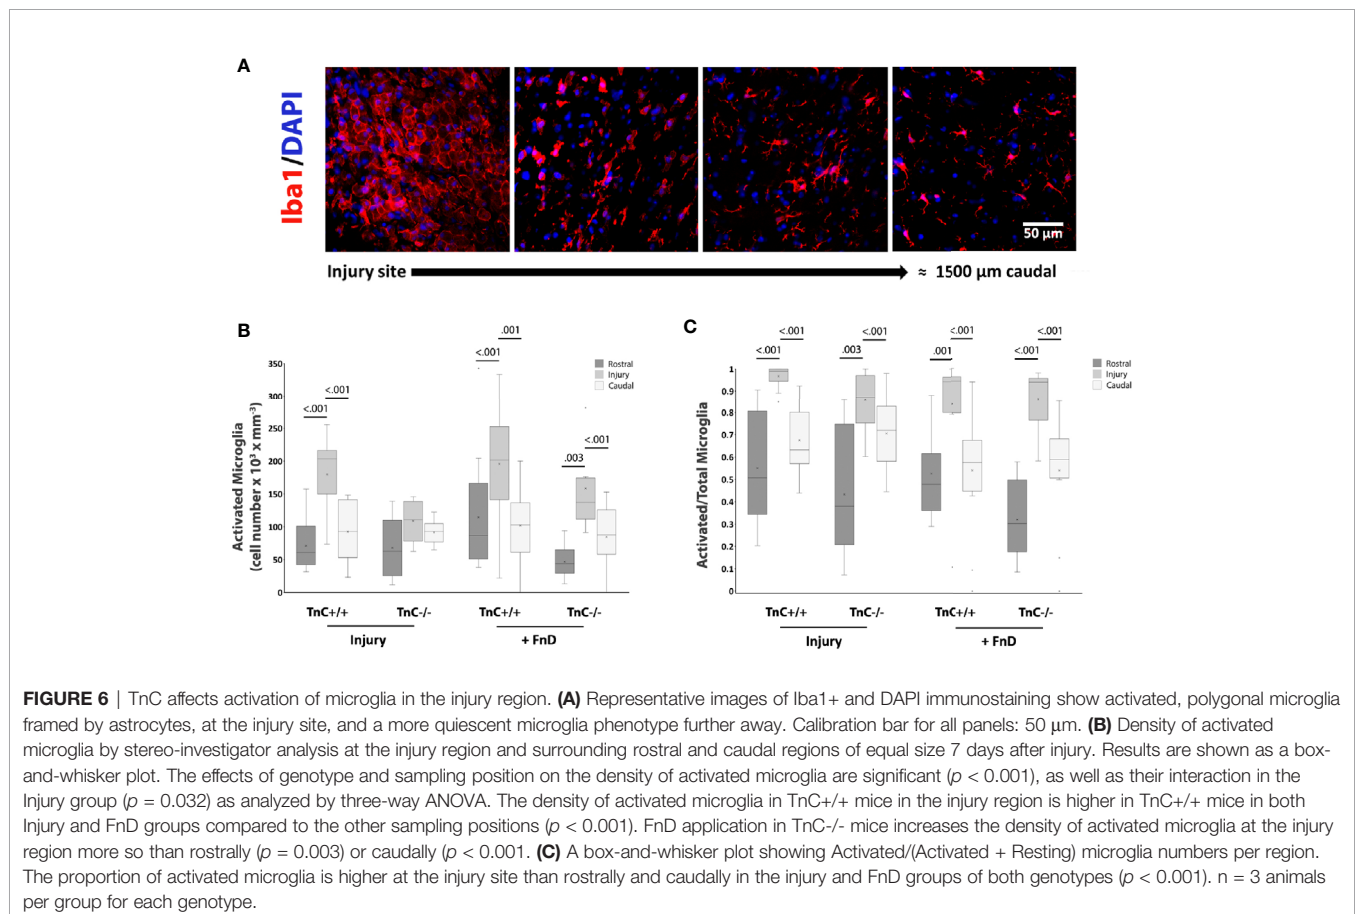 A
Iba1/DAPI
50 µm
Injury site
≈ 1500 µm caudal
B
Activated Microglia
(cell number x 10³ x mm⁻³)
350
300
250
200
150
100
50
0
<.001
<.001
<.001
.001
.003
<.001
Rostral
Injury
Caudal
TnC+/+
TnC-/-
TnC+/+
TnC-/-
Injury
+ FnD
C
Activated/Total Microglia
1
0.9
0.8
0.7
0.6
0.5
0.4
0.3
0.2
0.1
0
<.001
<.001
.003
<.001
.001
<.001
<.001
<.001
Rostral
Injury
Caudal
TnC+/+
TnC-/-
TnC+/+
TnC-/-
Injury
+ FnD
FIGURE 6 | TnC affects activation of microglia in the injury region. (A) Representative images of Iba1+ and DAPI immunostaining show activated, polygonal microglia
framed by astrocytes, at the injury site, and a more quiescent microglia phenotype further away. Calibration bar for all panels: 50 µm. (B) Density of activated
microglia by stereo-investigator analysis at the injury region and surrounding rostral and caudal regions of equal size 7 days after injury. Results are shown as a box-
and-whisker plot. The effects of genotype and sampling position on the density of activated microglia are significant (p < 0.001), as well as their interaction in the
Injury group (p = 0.032) as analyzed by three-way ANOVA. The density of activated microglia in TnC+/+ mice in the injury region is higher in TnC+/+ mice in both
Injury and FnD groups compared to the other sampling positions (p < 0.001). FnD application in TnC-/- mice increases the density of activated microglia at the injury
region more so than rostrally (p = 0.003) or caudally (p < 0.001. (C) A box-and-whisker plot showing Activated/(Activated + Resting) microglia numbers per region.
The proportion of activated microglia is higher at the injury site than rostrally and caudally in the injury and FnD groups of both genotypes (p < 0.001). n = 3 animals
per group for each genotype.